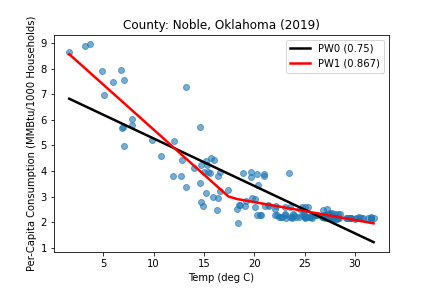 County: Noble, Oklahoma (2019)
PW0 (0.75)
PW1 (0.867)
Per-Capita Consumption (MMBtu/1000 Households)
9
8
7
6
5
4
3
2
1
5 10 15 20 25 30
Temp (deg C)